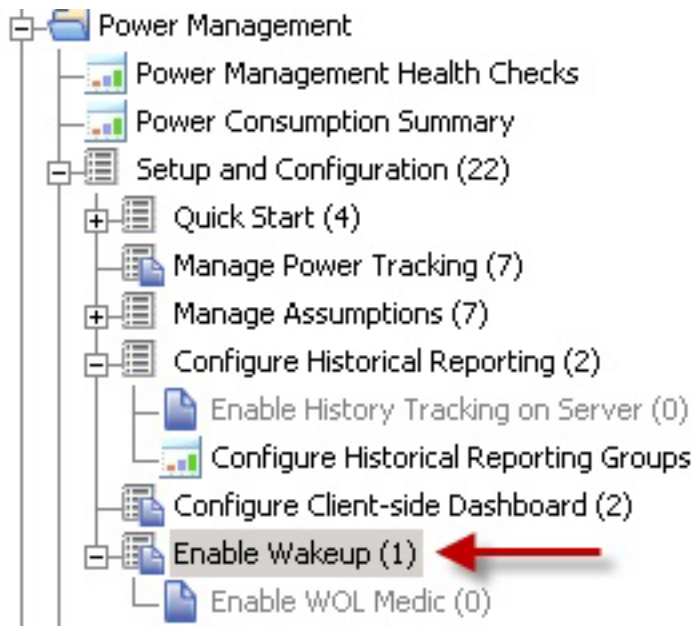 Power Management
Power Management Health Checks
Power Consumption Summary
Setup and Configuration (22)
Quick Start (4)
Manage Power Tracking (7)
Manage Assumptions (7)
Configure Historical Reporting (2)
Enable History Tracking on Server (0)
Configure Historical Reporting Groups
Configure Client-side Dashboard (2)
Enable Wakeup (1)
Enable WOL Medic (0)